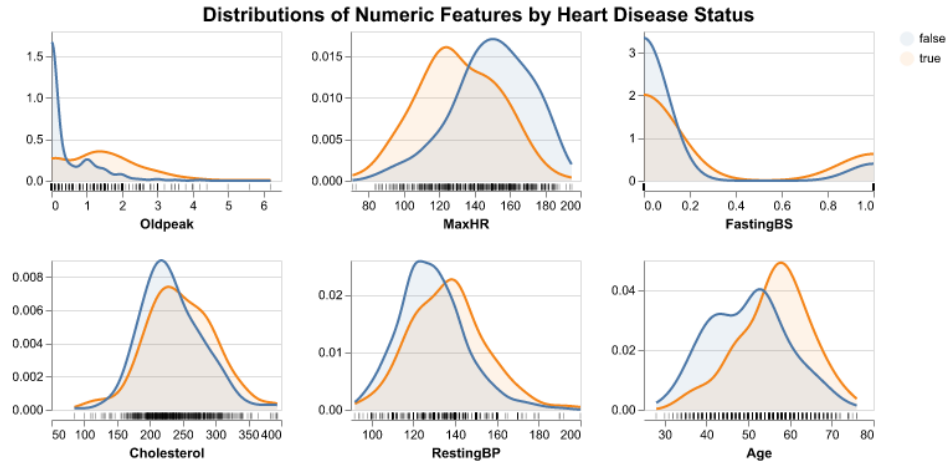 Distributions of Numeric Features by Heart Disease Status
false
true
1.5
1.0
0.5
0.0
0 1 2 3 4 5 6
Oldpeak
0.015
0.010
0.005
0.000
80 100 120 140 160 180 200
MaxHR
3
2
1
0
0.0 0.2 0.4 0.6 0.8 1.0
FastingBS
0.008
0.006
0.004
0.002
0.000
50 100 150 200 250 300 350 400
Cholesterol
0.02
0.01
0.00
100 120 140 160 180 200
RestingBP
0.04
0.02
0.00
30 40 50 60 70 80
Age